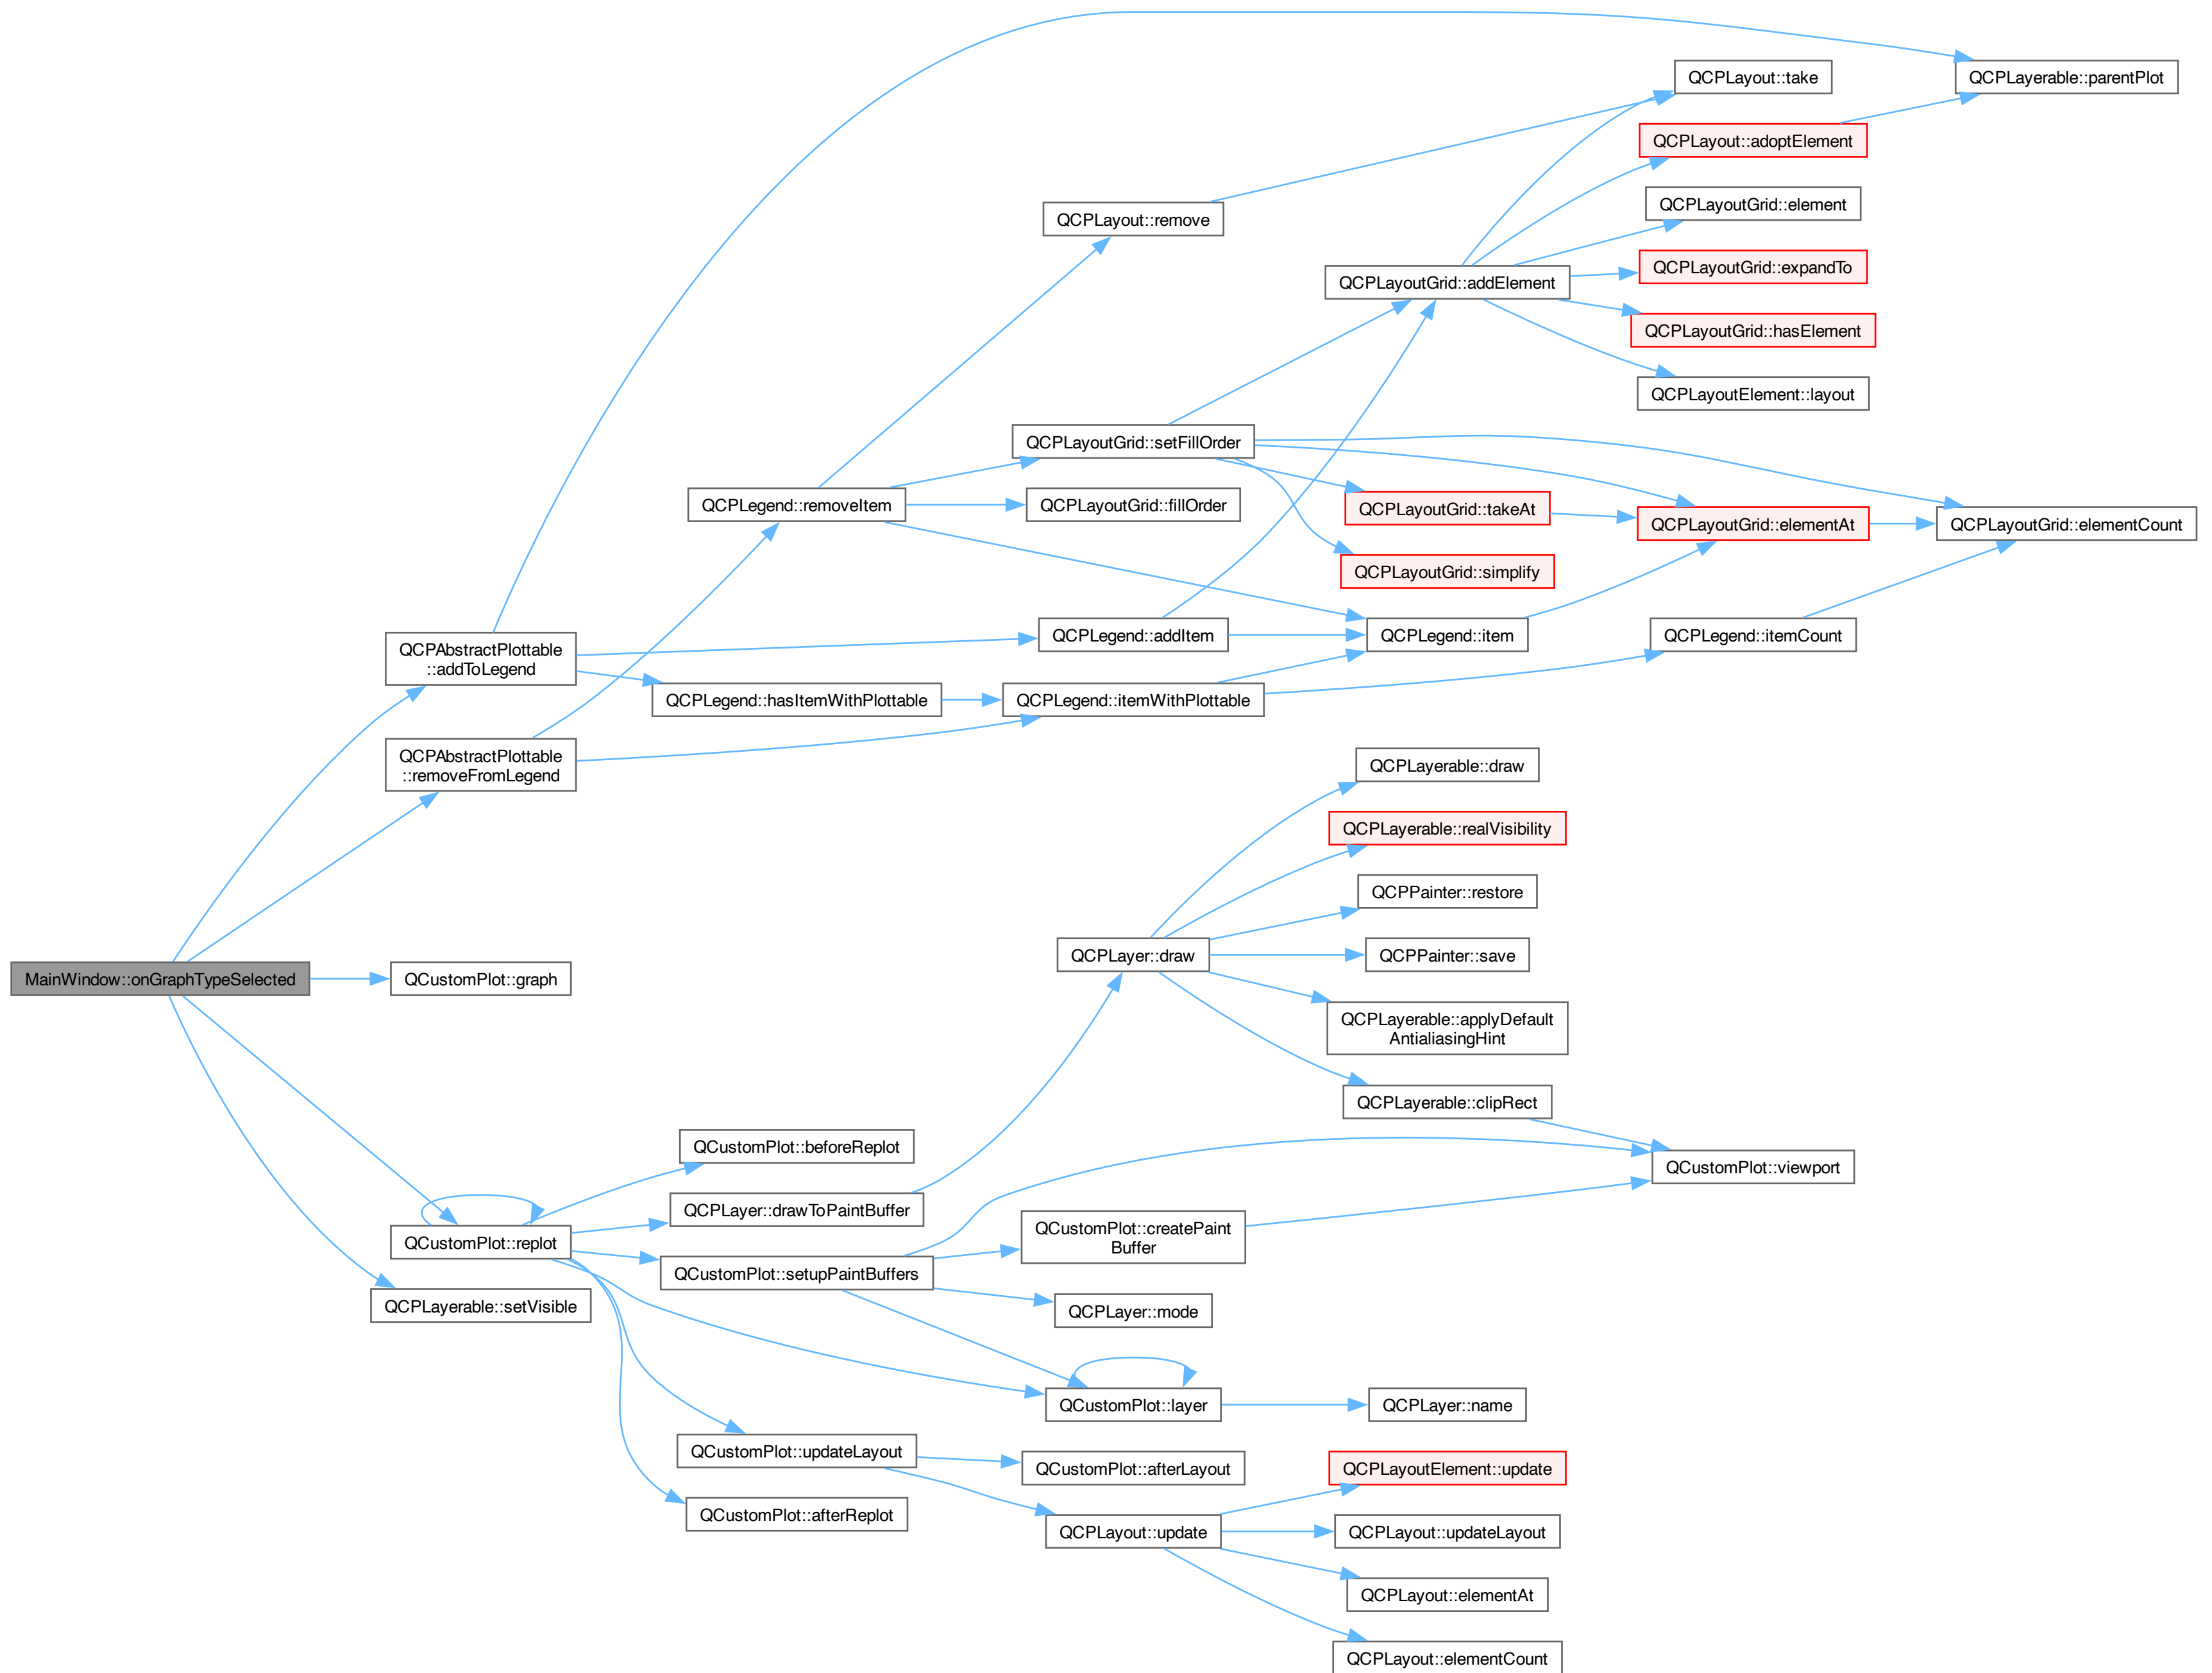 QCPLayout::take
QCPLayerable::parentPlot
QCPLayout::adoptElement
QCPLayoutGrid::element
QCPLayout::remove
QCPLayoutGrid::expandTo
QCPLayoutGrid::addElement
QCPLayoutGrid::hasElement
QCPLayoutElement::layout
QCPLayoutGrid::setFillOrder
QCPLegend::removeItem
QCPLayoutGrid::fillOrder
QCPLayoutGrid::takeAt
QCPLayoutGrid::elementAt
QCPLayoutGrid::elementCount
QCPLayoutGrid::simplify
QCPAbstractPlottable
::addToLegend
QCPLegend::addItem
QCPLegend::item
QCPLegend::itemCount
QCPLegend::hasItemWithPlottable
QCPLegend::itemWithPlottable
QCPAbstractPlottable
::removeFromLegend
QCPLayerable::draw
QCPLayerable::realVisibility
QCPPainter::restore
QCPLayer::draw
QCPPainter::save
MainWindow::onGraphTypeSelected
QCustomPlot::graph
QCPLayerable::applyDefault
AntialiasingHint
QCPLayerable::clipRect
QCustomPlot::beforeReplot
QCustomPlot::viewport
QCPLayer::drawToPaintBuffer
QCustomPlot::replot
QCustomPlot::createPaint
Buffer
QCustomPlot::setupPaintBuffers
QCPLayerable::setVisible
QCPLayer::mode
QCustomPlot::layer
QCPLayer::name
QCustomPlot::updateLayout
QCustomPlot::afterLayout
QCPLayoutElement::update
QCustomPlot::afterReplot
QCPLayout::update
QCPLayout::updateLayout
QCPLayout::elementAt
QCPLayout::elementCount